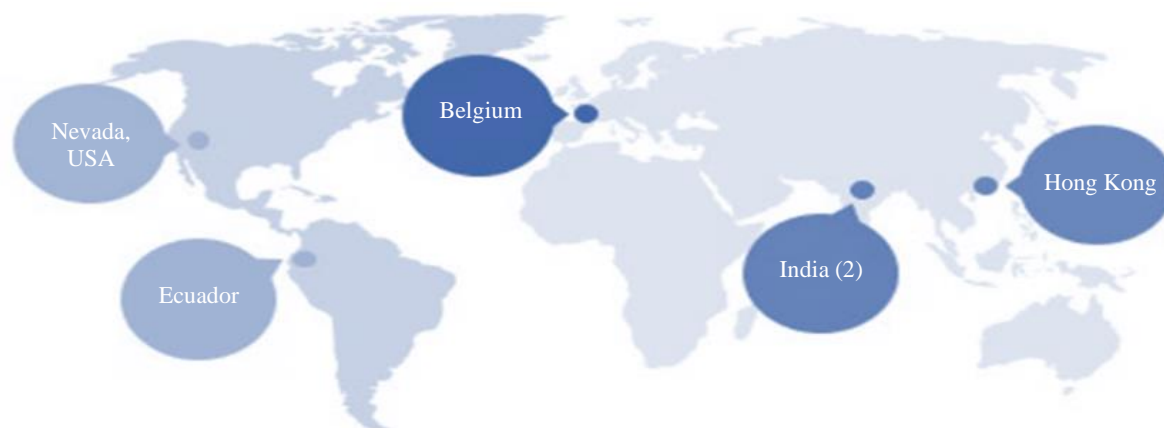 Belgium
Nevada,
USA
Hong Kong
India (2)
Ecuador